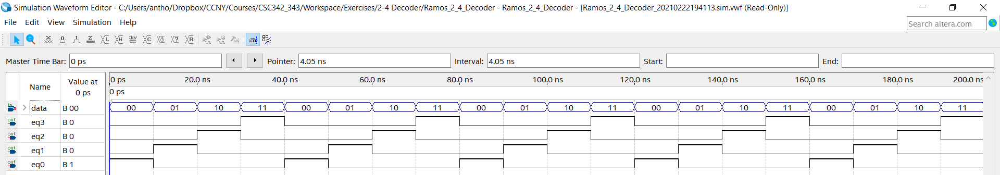 Simulation Waveform Editor - C:/Users/antho/Dropbox/CCNY/Courses/CSC342_343/Workspace/Exercises/2-4 Decoder/Ramos_2_4_Decoder - Ramos_2_4_Decoder - [Ramos_2_4_Decoder_20210222194113.sim.vwf (Read-Only)]
File Edit View Simulation Help
Search altera.com
Master Time Bar: 0 ps Pointer: 4.05 ns Interval: 4.05 ns Start: End:
Name Value at 0 ps
0 ps 20.0 ns 40.0 ns 60.0 ns 80.0 ns 100.0 ns 120.0 ns 140.0 ns 160.0 ns 180.0 ns 200.0 ns
0 ps
in data B 00 00 01 10 11 00 01 10 11 00 01 10 11 00 01 10 11 00 01 10 11
out eq3 B 0
out eq2 B 0
out eq1 B 0
out eq0 B 1